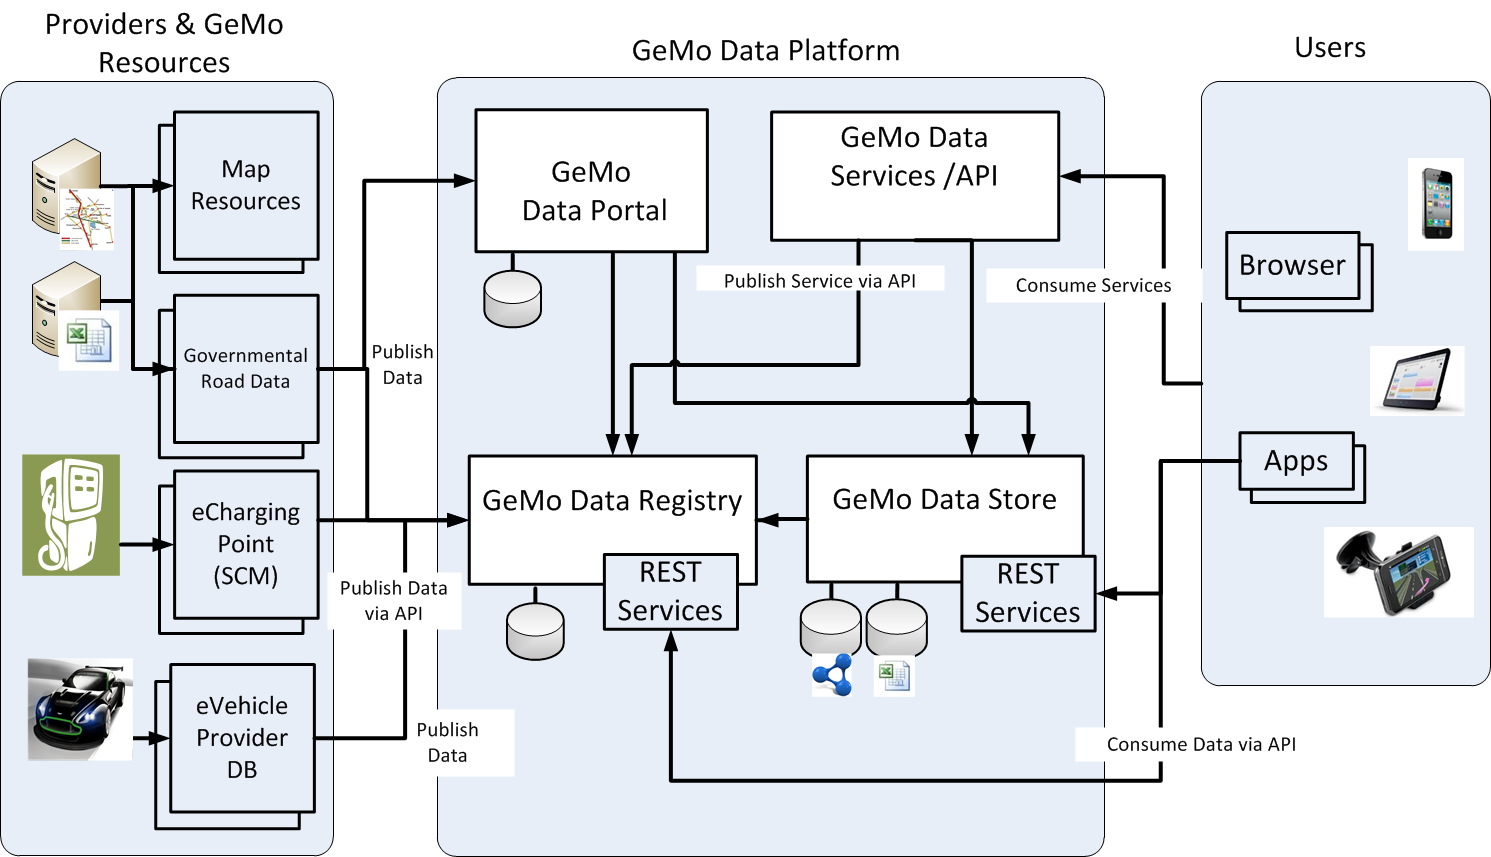 Providers & GeMo
Resources
GeMo Data Platform
Users
Map
Resources
Governmental
Road Data
eCharging
Point
(SCM)
eVehicle
Provider
DB
Publish
Data
Publish Data
via API
Publish
Data
GeMo
Data Portal
GeMo Data
Services /API
Publish Service via API
Consume Services
GeMo Data Registry
REST
Services
GeMo Data Store
REST
Services
Browser
Apps
Consume Data via API